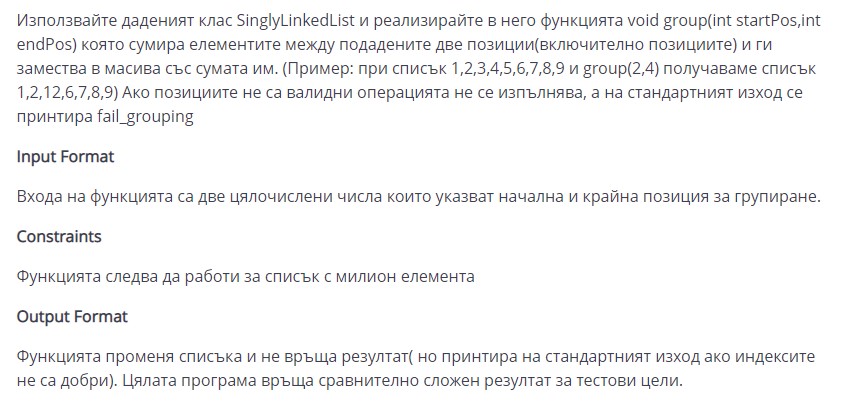 Използвайте даденият клас SinglyLinkedList и реализирайте в него функцията void group(int startPos,int
endPos) която сумира елементите между подадените две позиции(включително позициите) и ги
замества в масива със сумата им. (Пример: при списък 1,2,3,4,5,6,7,8,9 и group(2,4) получаваме списък
1,2,12,6,7,8,9) Ако позициите не са валидни операцията не се изпълнява, а на стандартният изход се
принтира fail_grouping
Input Format
Входа на функцията са две цялочислени числа които указват начална и крайна позиция за групиране.
Constraints
Функцията следва да работи за списък с милион елемента
Output Format
Функцията променя списъка и не връща резултат( но принтира на стандартният изход ако индексите
не са добри). Цялата програма връща сравнително сложен резултат за тестови цели.